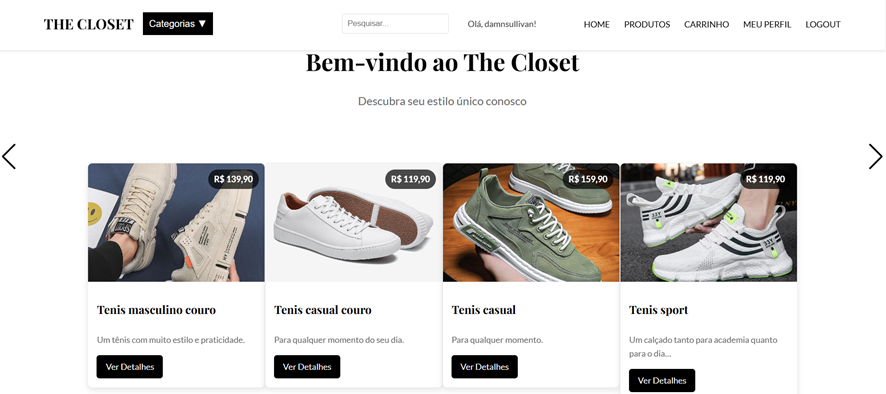 THE CLOSET Categorias ▼ Pesquisar... Olá, damnsullivan! HOME PRODUTOS CARRINHO MEU PERFIL LOGOUT
Bem-vindo ao The Closet
Descubra seu estilo único conosco
R$ 139,90
R$ 119,90
R$ 159,90
R$ 119,90
Tenis masculino couro
Um tênis com muito estilo e praticidade.
Ver Detalhes
Tenis casual couro
Para qualquer momento do seu dia.
Ver Detalhes
Tenis casual
Para qualquer momento.
Ver Detalhes
Tenis sport
Um calçado tanto para academia quanto
para o dia...
Ver Detalhes